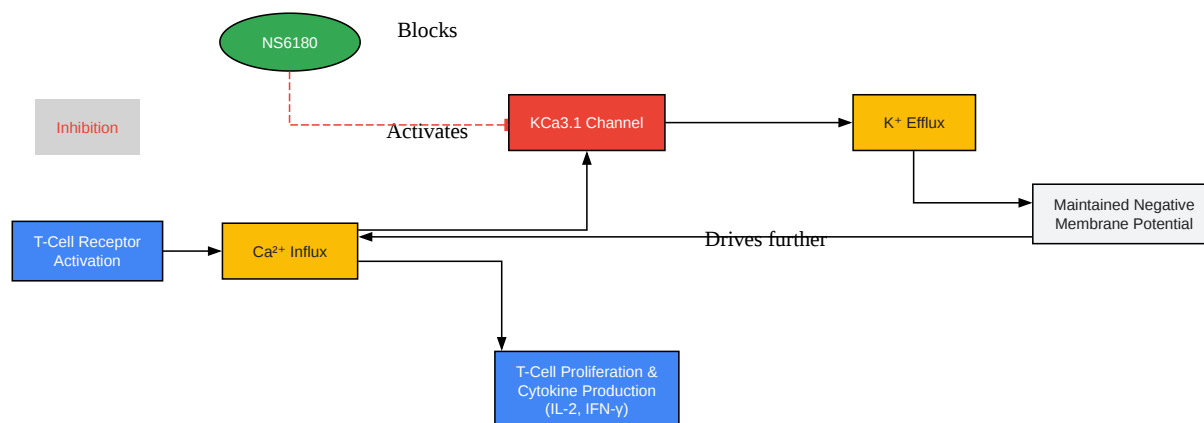 Blocks
NS6180
Inhibition
Activates
KCa3.1 Channel
K⁺ Efflux
Maintained Negative
Membrane Potential
T-Cell Receptor
Activation
Ca²⁺ Influx
Drives further
T-Cell Proliferation &
Cytokine Production
(IL-2, IFN-γ)